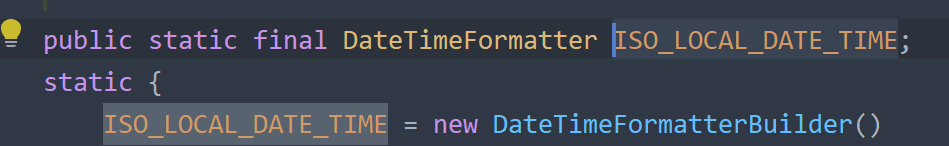 public static final DateTimeFormatter ISO_LOCAL_DATE_TIME;
static {
ISO_LOCAL_DATE_TIME = new DateTimeFormatterBuilder()